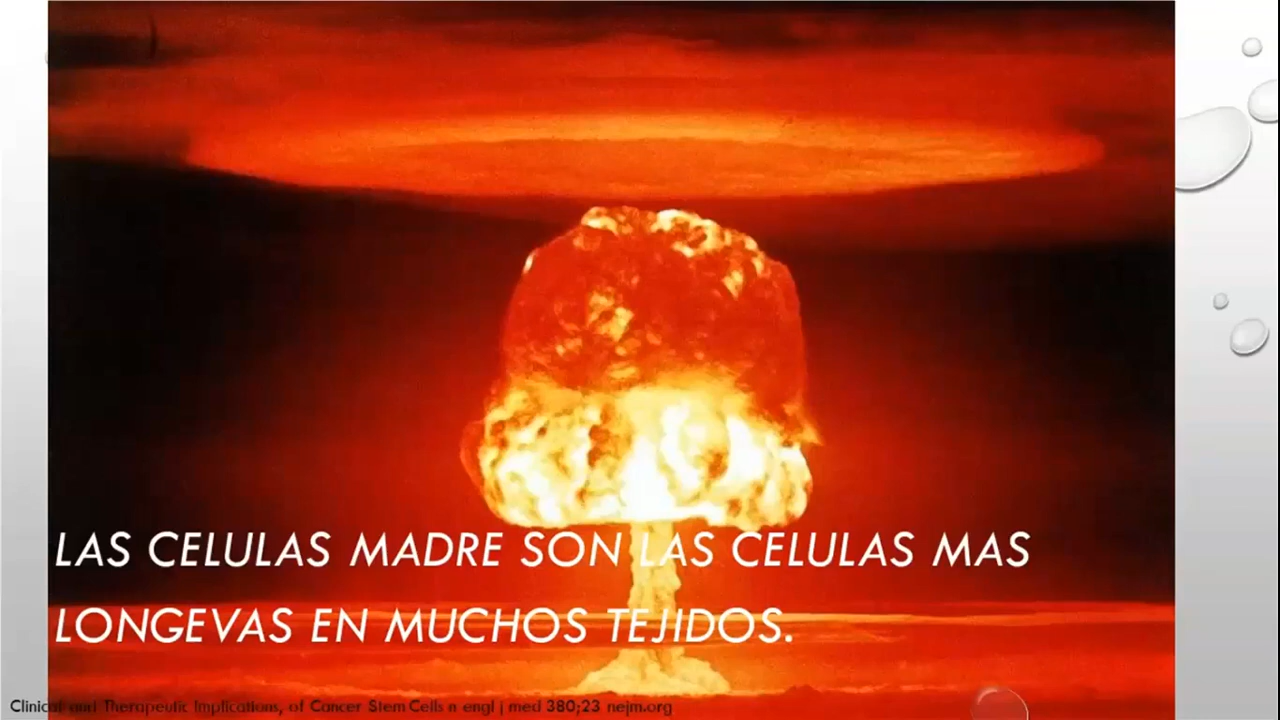 LAS CELULAS MADRE SON LAS CELULAS MAS
LONGEVAS EN MUCHOS TEJIDOS.
Clinical and Therapeutic Implications, of Cancer Stem Cells n engl j med 380;23 nejm.org